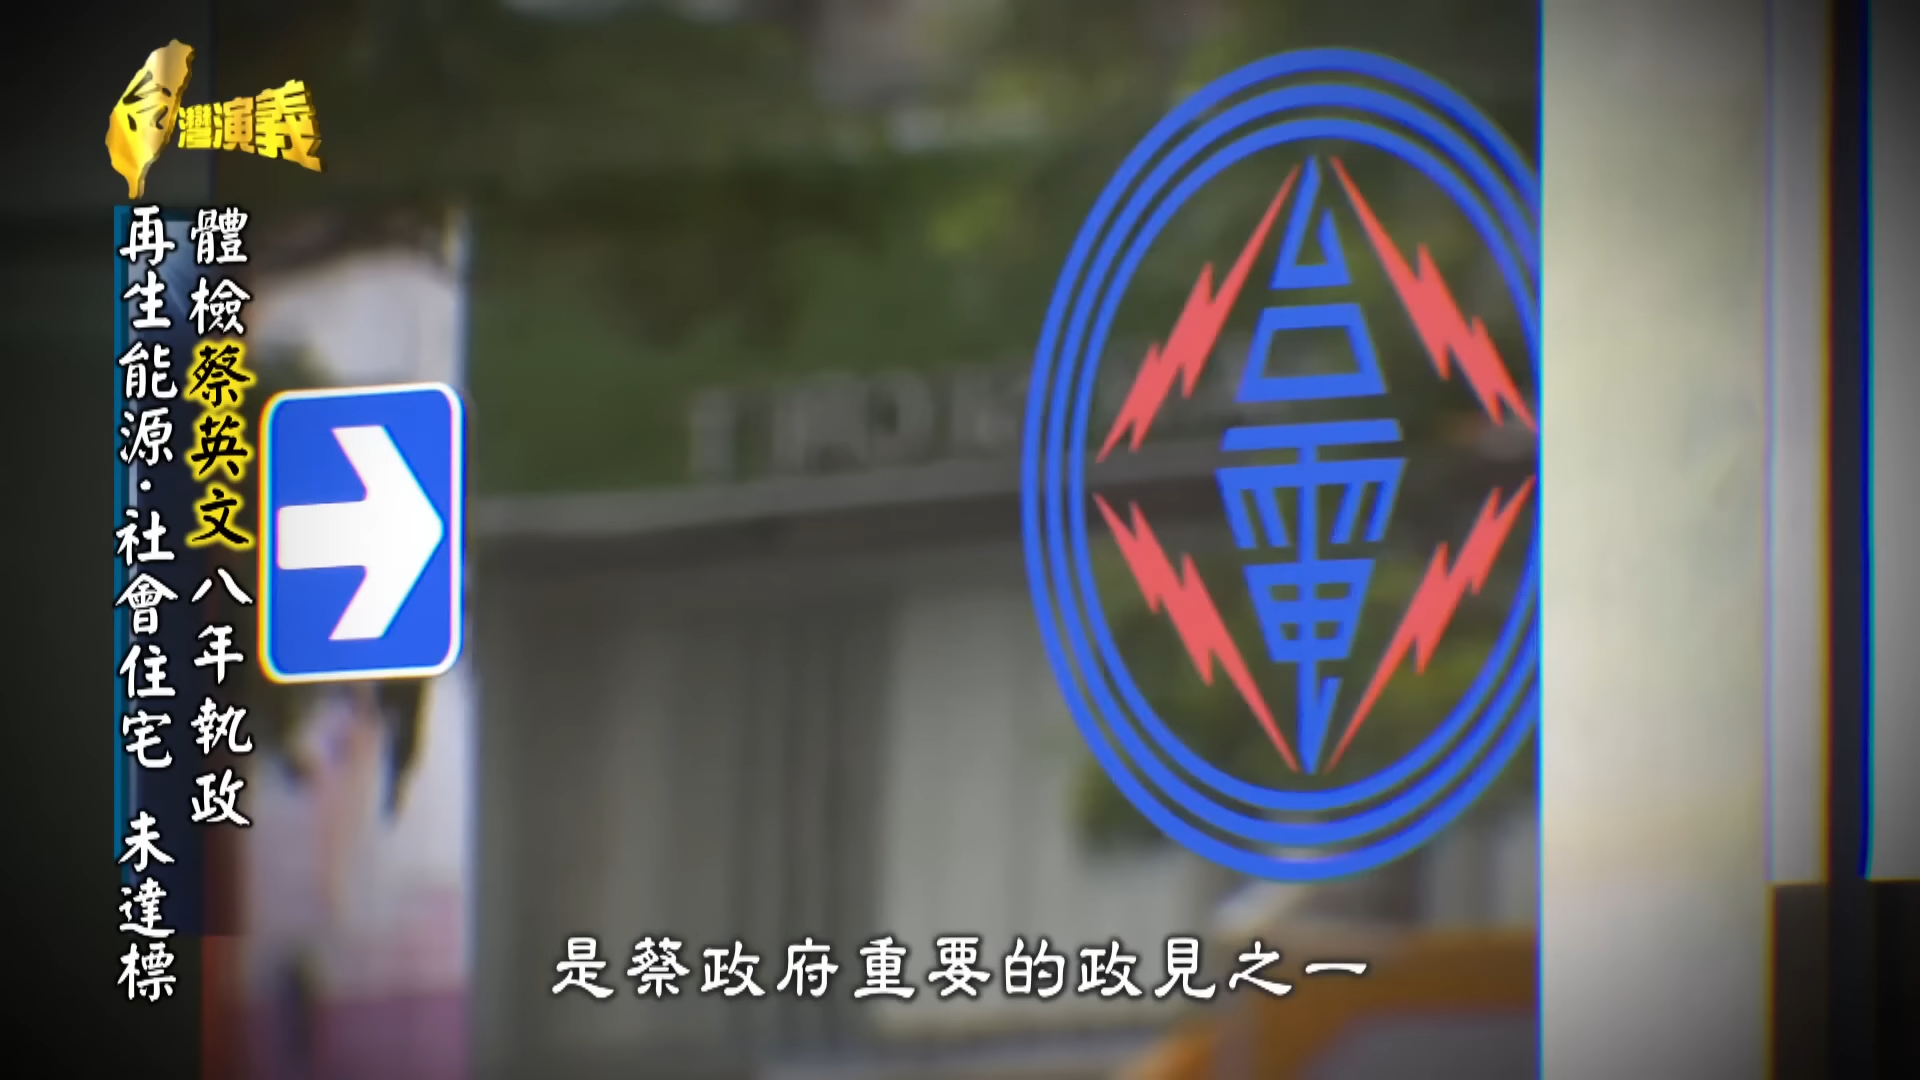 台灣演義
體檢蔡英文八年執政
再生能源·社會住宅 未達標
台電
是蔡政府重要的政見之一